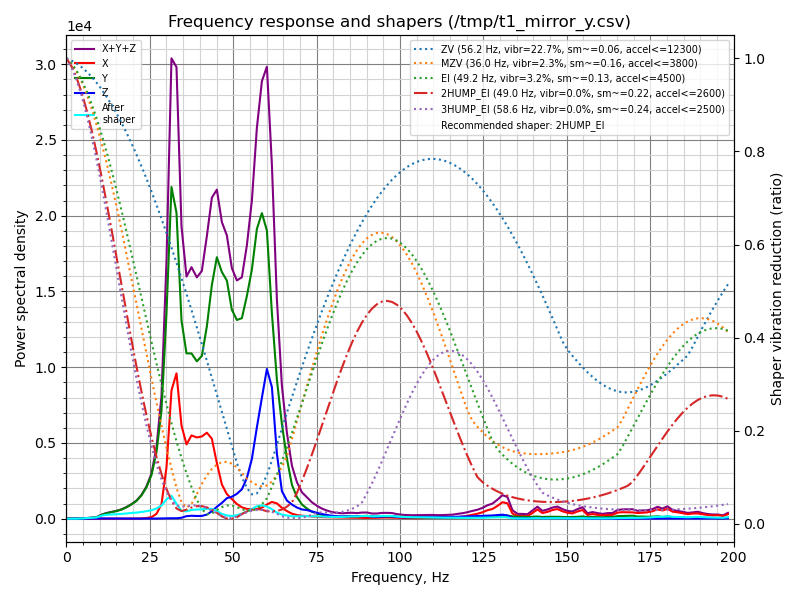 Frequency response and shapers (/tmp/t1_mirror_y.csv)
1e4
X+Y+Z
X
Y
Z
After
shaper
ZV (56.2 Hz, vibr=22.7%, sm~=0.06, accel<=12300)
MZV (36.0 Hz, vibr=2.3%, sm~=0.16, accel<=3800)
EI (49.2 Hz, vibr=3.2%, sm~=0.13, accel<=4500)
2HUMP_EI (49.0 Hz, vibr=0.0%, sm~=0.22, accel<=2600)
3HUMP_EI (58.6 Hz, vibr=0.0%, sm~=0.24, accel<=2500)
Recommended shaper: 2HUMP_EI
Power spectral density
3.0
2.5
2.0
1.5
1.0
0.5
0.0
1.0
0.8
0.6
0.4
0.2
0.0
Shaper vibration reduction (ratio)
0 25 50 75 100 125 150 175 200
Frequency, Hz